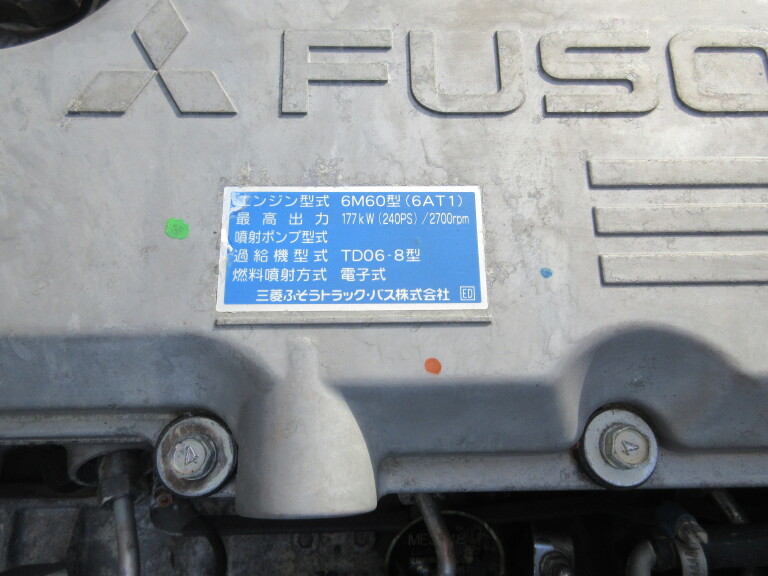 FUSO
エンジン型式 6M60型(6AT1)
最高出力 177kW(240PS)/2700rpm
噴射ポンプ型式
過給機型式 TD06-8型
燃料噴射方式 電子式
三菱ふそうトラック・バス株式会社 ED
4
4